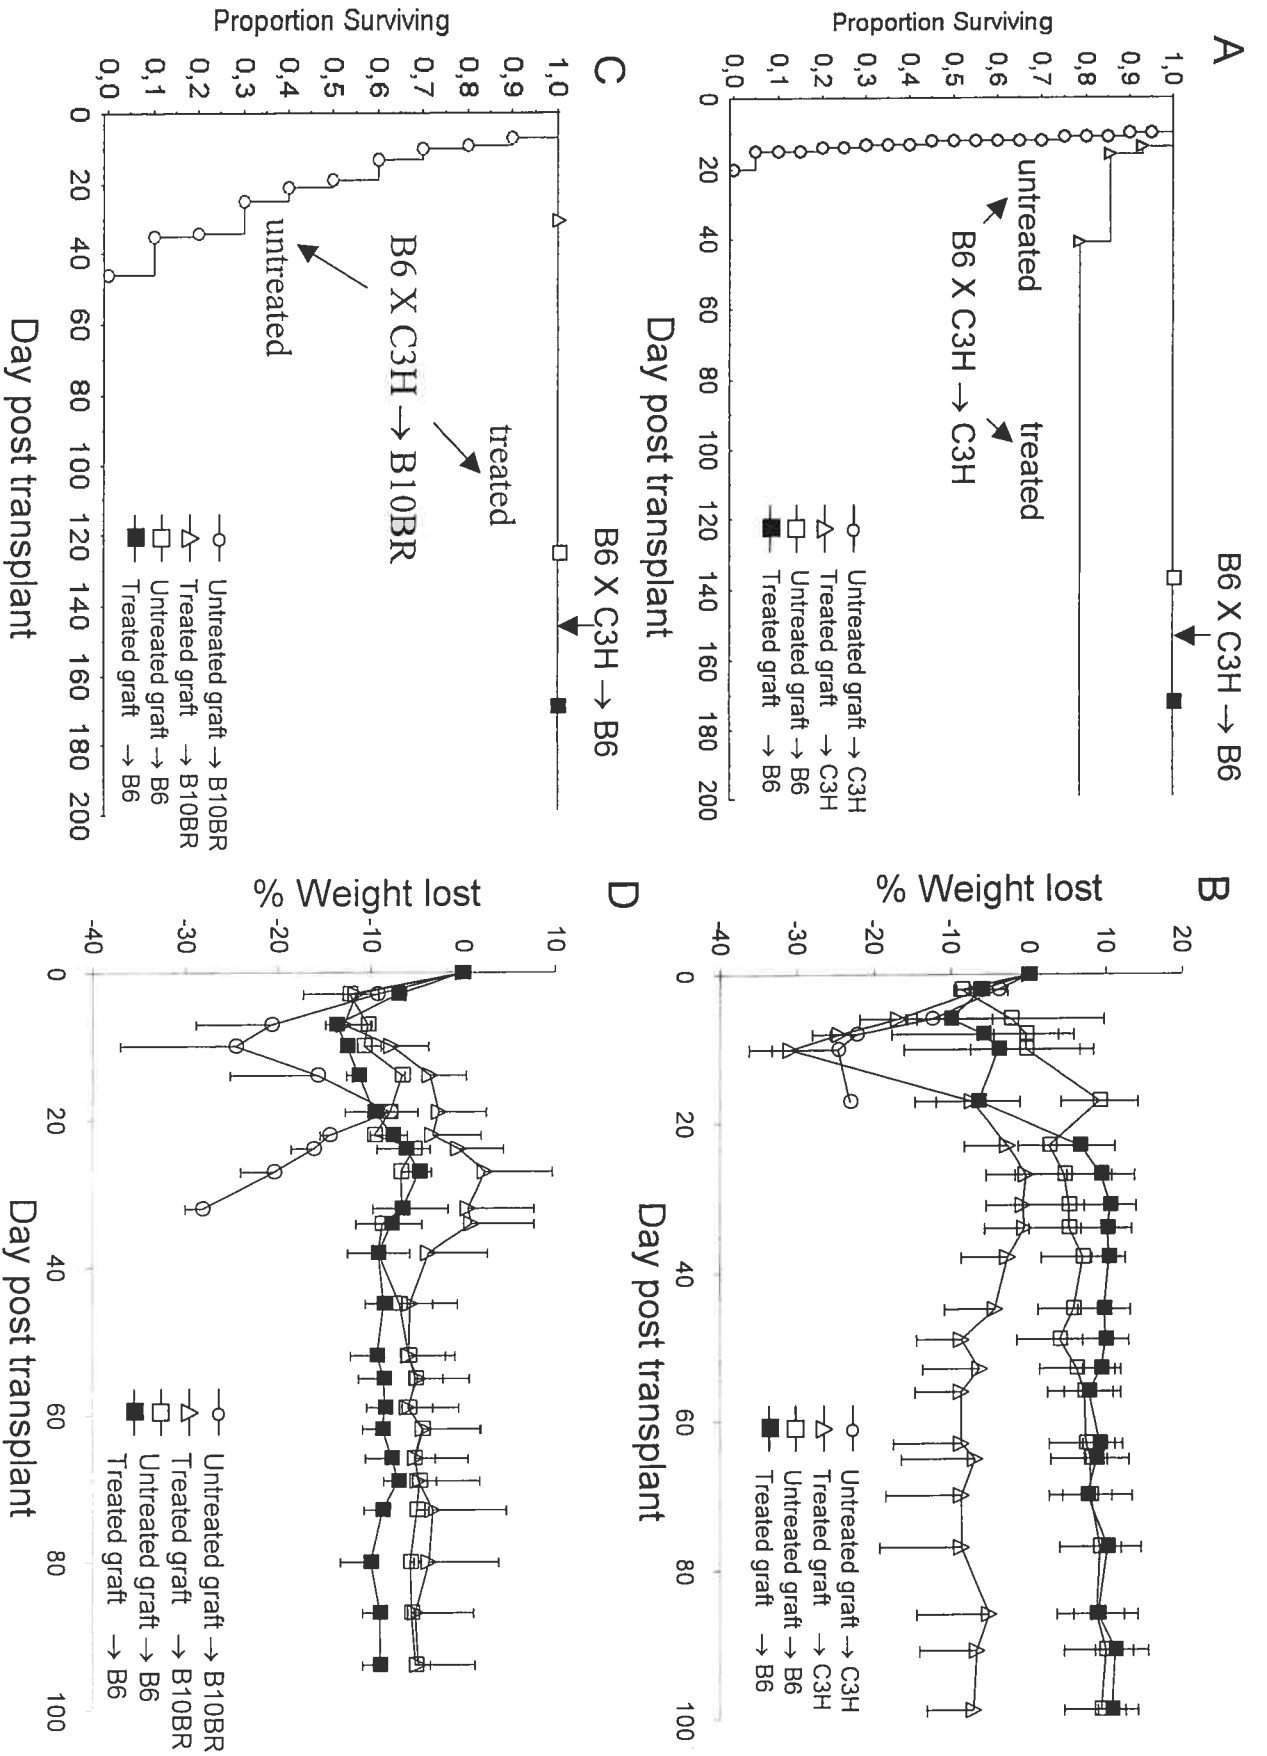 A
Proportion Surviving
1,0
0,9
0,8
0,7
0,6
0,5
0,4
0,3
0,2
0,1
0,0
0 20 40 60 80 100 120 140 160 180 200
Day post transplant
B6 X C3H → B6
untreated
treated
B6 X C3H → C3H
Untreated graft → C3H
Treated graft → C3H
Untreated graft → B6
Treated graft → B6
B
% Weight lost
20
10
0
-10
-20
-30
-40
0 20 40 60 80 100
Day post transplant
Untreated graft → C3H
Treated graft → C3H
Untreated graft → B6
Treated graft → B6
C
Proportion Surviving
1,0
0,9
0,8
0,7
0,6
0,5
0,4
0,3
0,2
0,1
0,0
0 20 40 60 80 100 120 140 160 180 200
Day post transplant
B6 X C3H → B6
treated
B6 X C3H → B10BR
untreated
Untreated graft → B10BR
Treated graft → B10BR
Untreated graft → B6
Treated graft → B6
D
% Weight lost
10
0
-10
-20
-30
-40
0 20 40 60 80 100
Day post transplant
Untreated graft → B10BR
Treated graft → B10BR
Untreated graft → B6
Treated graft → B6